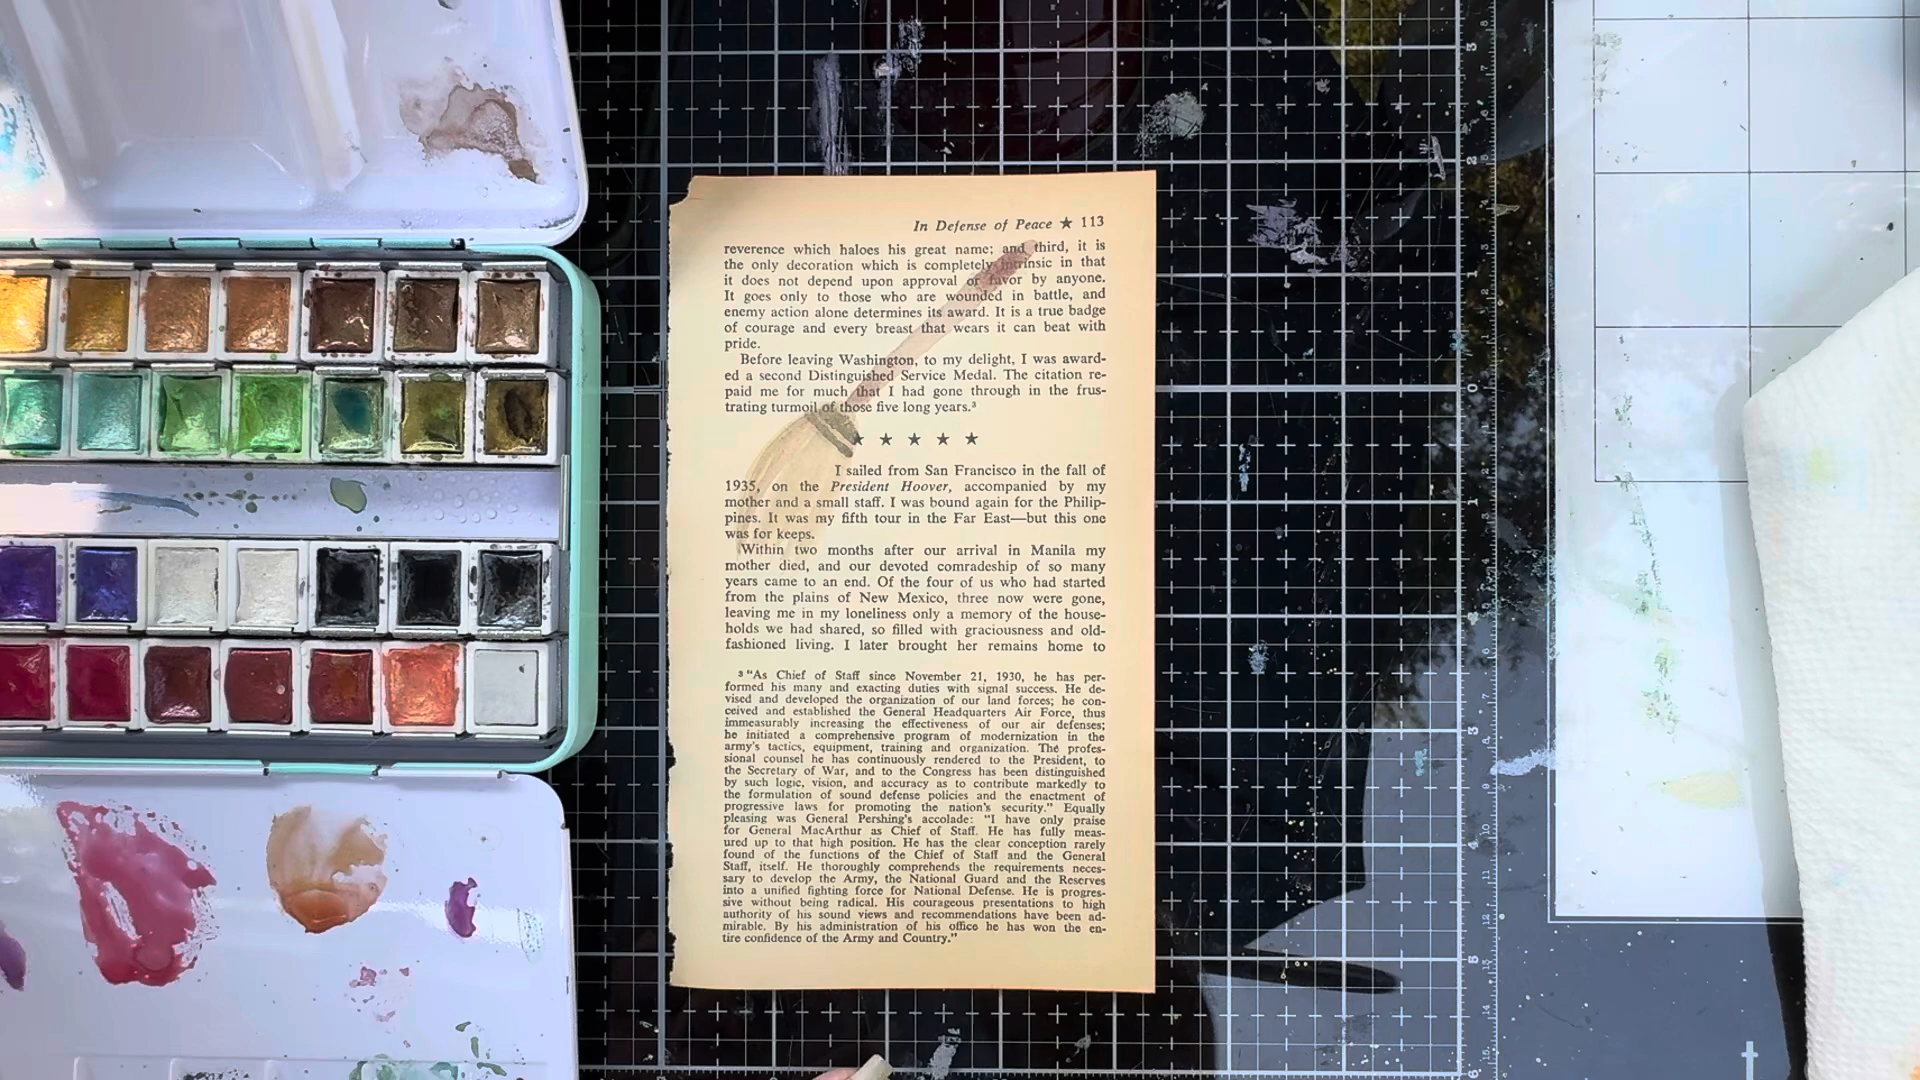 In Defense of Peace ★ 113
reverence which haloes his great name; and third, it is
the only decoration which is completely intrinsic in that
it does not depend upon approval or favor by anyone.
It goes only to those who are wounded in battle, and
enemy action alone determines its award. It is a true badge
of courage and every breast that wears it can beat with
pride.
Before leaving Washington, to my delight, I was award-
ed a second Distinguished Service Medal. The citation re-
paid me for much that I had gone through in the frus-
trating turmoil of those five long years.³
★ ★ ★ ★ ★
I sailed from San Francisco in the fall of
1935, on the President Hoover, accompanied by my
mother and a small staff. I was bound again for the Philip-
pines. It was my fifth tour in the Far East—but this one
was for keeps.
Within two months after our arrival in Manila my
mother died, and our devoted comradeship of so many
years came to an end. Of the four of us who had started
from the plains of New Mexico, three now were gone,
leaving me in my loneliness only a memory of the house-
holds we had shared, so filled with graciousness and old-
fashioned living. I later brought her remains home to
³ "As Chief of Staff since November 21, 1930, he has per-
formed his many and exacting duties with signal success. He de-
vised and developed the organization of our land forces; he con-
ceived and established the General Headquarters Air Force, thus
immeasurably increasing the effectiveness of our air defenses;
he initiated a comprehensive program of modernization in the
army's tactics, equipment, training and organization. The profes-
sional counsel he has continuously rendered to the President, to
the Secretary of War, and to the Congress has been distinguished
by such logic, vision, and accuracy as to contribute markedly to
the formulation of sound defense policies and the enactment of
progressive laws for promoting the nation's security." Equally
pleasing was General Pershing's accolade: "I have only praise
for General MacArthur as Chief of Staff. He has fully meas-
ured up to that high position. He has the clear conception rarely
found of the functions of the Chief of Staff and the General
Staff, itself. He thoroughly comprehends the requirements neces-
sary to develop the Army, the National Guard and the Reserves
into a unified fighting force for National Defense. He is progres-
sive without being radical. His courageous presentations to high
authority of his sound views and recommendations have been ad-
mirable. By his administration of his office he has won the en-
tire confidence of the Army and Country."